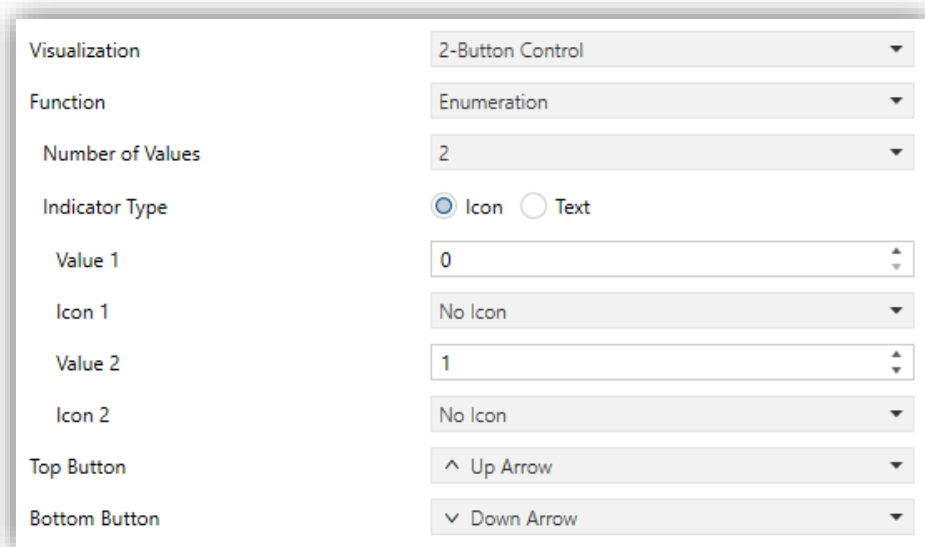 Visualization 2-Button Control
Function Enumeration
Number of Values 2
Indicator Type Icon Text
Value 1 0
Icon 1 No Icon
Value 2 1
Icon 2 No Icon
Top Button Up Arrow
Bottom Button Down Arrow